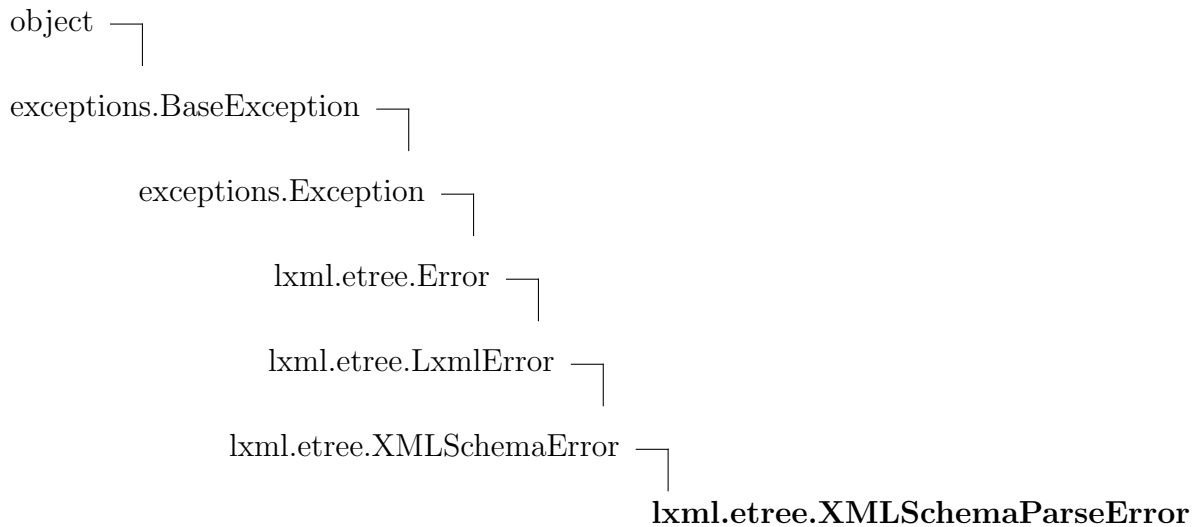 object
exceptions.BaseException
exceptions.Exception
lxml.etree.Error
lxml.etree.LxmlError
lxml.etree.XMLSchemaError
lxml.etree.XMLSchemaParseError